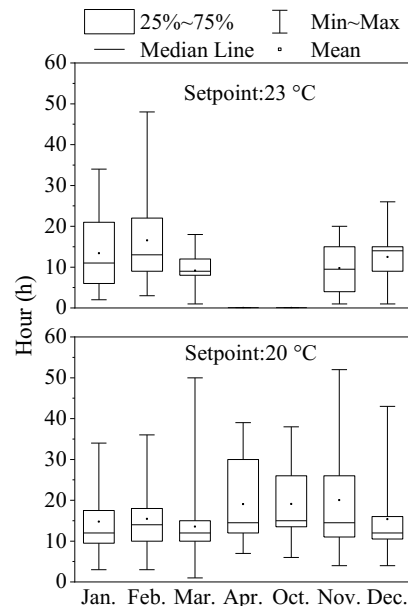 25%~75% Min~Max
Median Line Mean
60
Setpoint:23 °C
50
40
30
20
10
0
Hour (h)
60
Setpoint:20 °C
50
40
30
20
10
0
Jan. Feb. Mar. Apr. Oct. Nov. Dec.